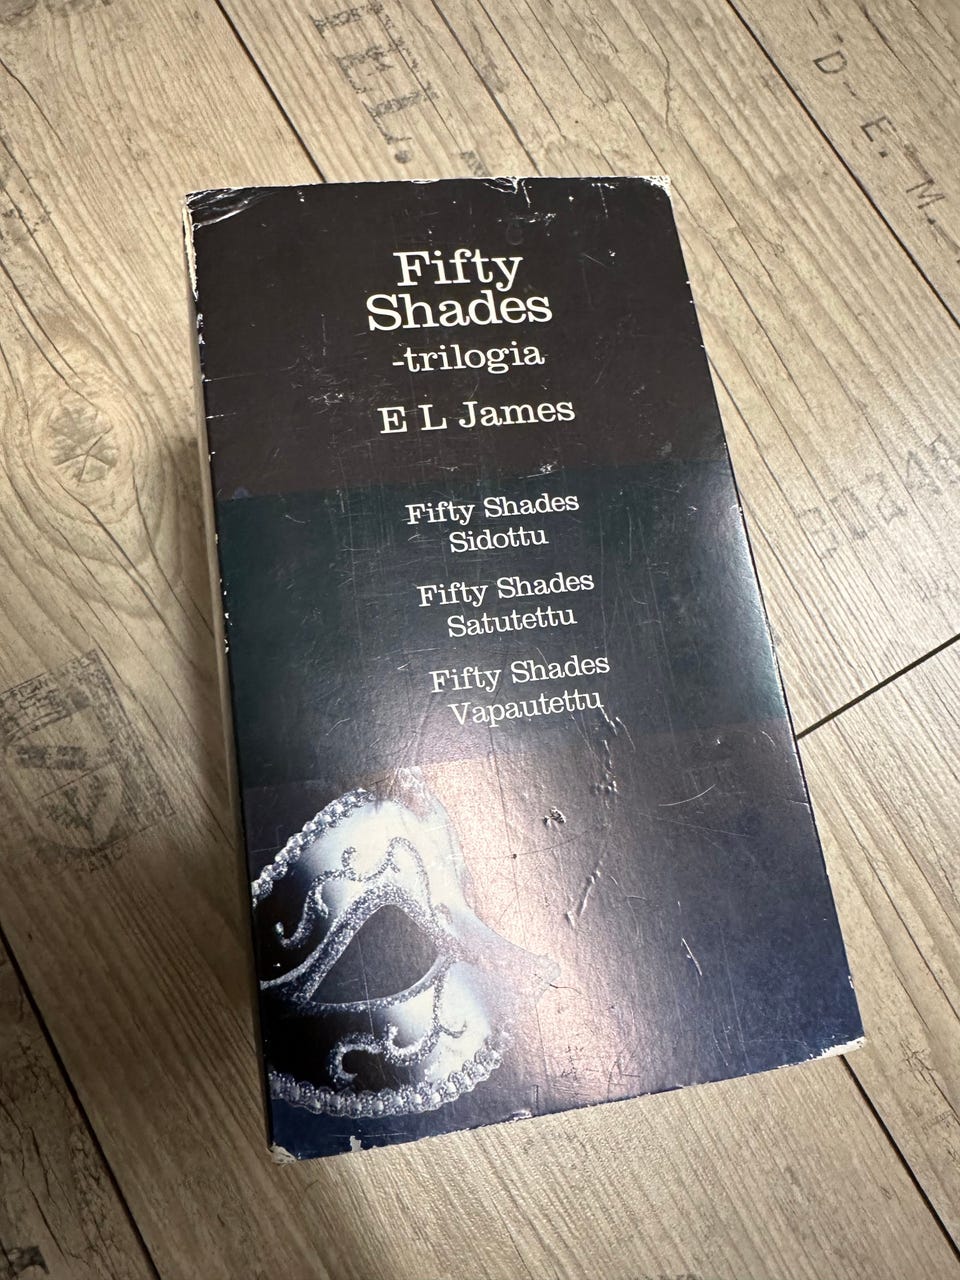 Fifty
Shades
-trilogia
E L James
Fifty Shades
Sidottu
Fifty Shades
Satutettu
Fifty Shades
Vapautettu
D- E. M.